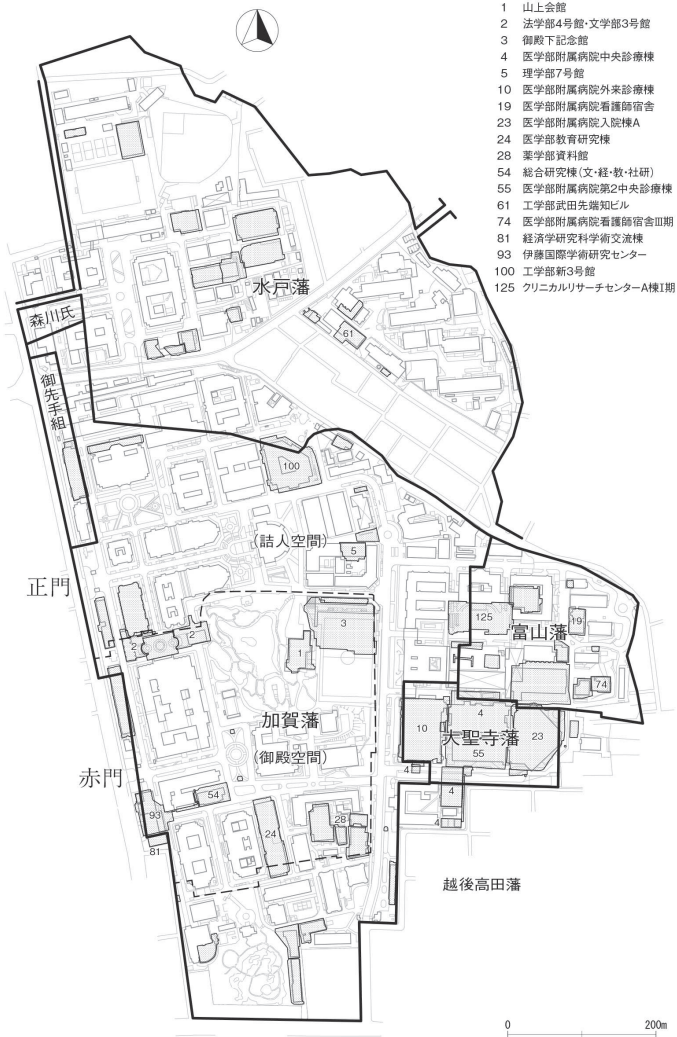 1 山上会館
2 法学部4号館・文学部3号館
3 御殿下記念館
4 医学部附属病院中央診療棟
5 理学部7号館
10 医学部附属病院外来診療棟
19 医学部附属病院看護師宿舎
23 医学部附属病院入院棟A
24 医学部教育研究棟
28 薬学部資料館
54 総合研究棟(文・経・教・社研)
55 医学部附属病院第2中央診療棟
61 工学部武田先端知ビル
74 医学部附属病院看護師宿舎Ⅲ期
81 経済学研究科学術交流棟
93 伊藤国際学術研究センター
100 工学部新3号館
125 クリニカルリサーチセンターA棟Ⅰ期
水戸藩
森川氏
61
御先手組
100
(詰人空間)
5
正門
125
富山藩
19
3
2
2
1
74
加賀藩
10
4
大聖寺藩
23
(御殿空間)
55
赤門
4
54
4
93
28
24
4
81
越後高田藩
0 200m